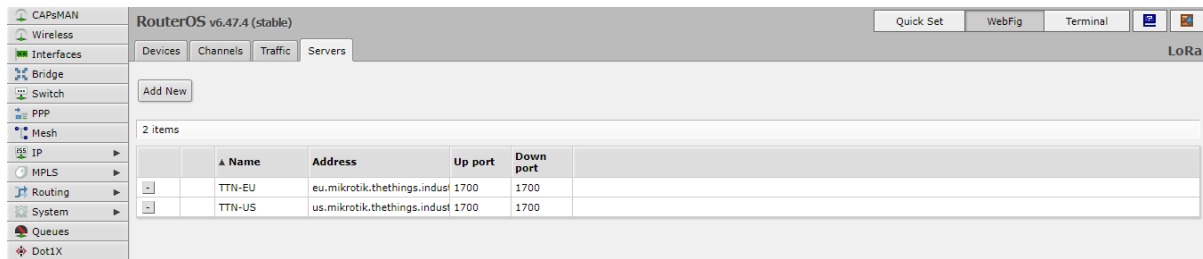 CAPsMAN
Wireless
Interfaces
Bridge
Switch
PPP
Mesh
IP
MPLS
Routing
System
Queues
Dot1X
RouterOS v6.47.4 (stable)
Quick Set WebFig Terminal
Devices Channels Traffic Servers LoRa
Add New
2 items
Name Address Up port Down port
- TTN-EU eu.mikrotik.thethings.indust 1700 1700
- TTN-US us.mikrotik.thethings.indust 1700 1700